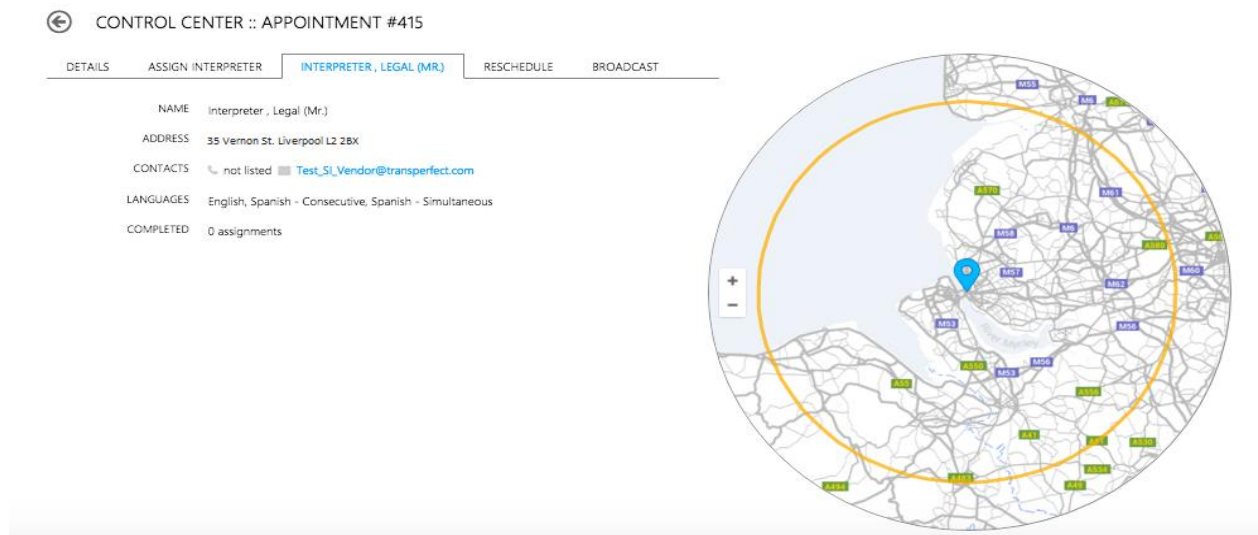 CONTROL CENTER :: APPOINTMENT #415
DETAILS ASSIGN INTERPRETER INTERPRETER , LEGAL (MR.) RESCHEDULE BROADCAST
NAME Interpreter , Legal (Mr.)
ADDRESS 35 Vernon St. Liverpool L2 2BX
CONTACTS not listed Test_SI_Vendor@transperfect.com
LANGUAGES English, Spanish - Consecutive, Spanish - Simultaneous
COMPLETED 0 assignments
+
−
M55
M6
A570
M61
M58
M6
A580
M57
M60
M62
M53
M56
River Mersey
A550
M53
M56
A55
A556
A41
A51
A530
A534
A483
A49
A494